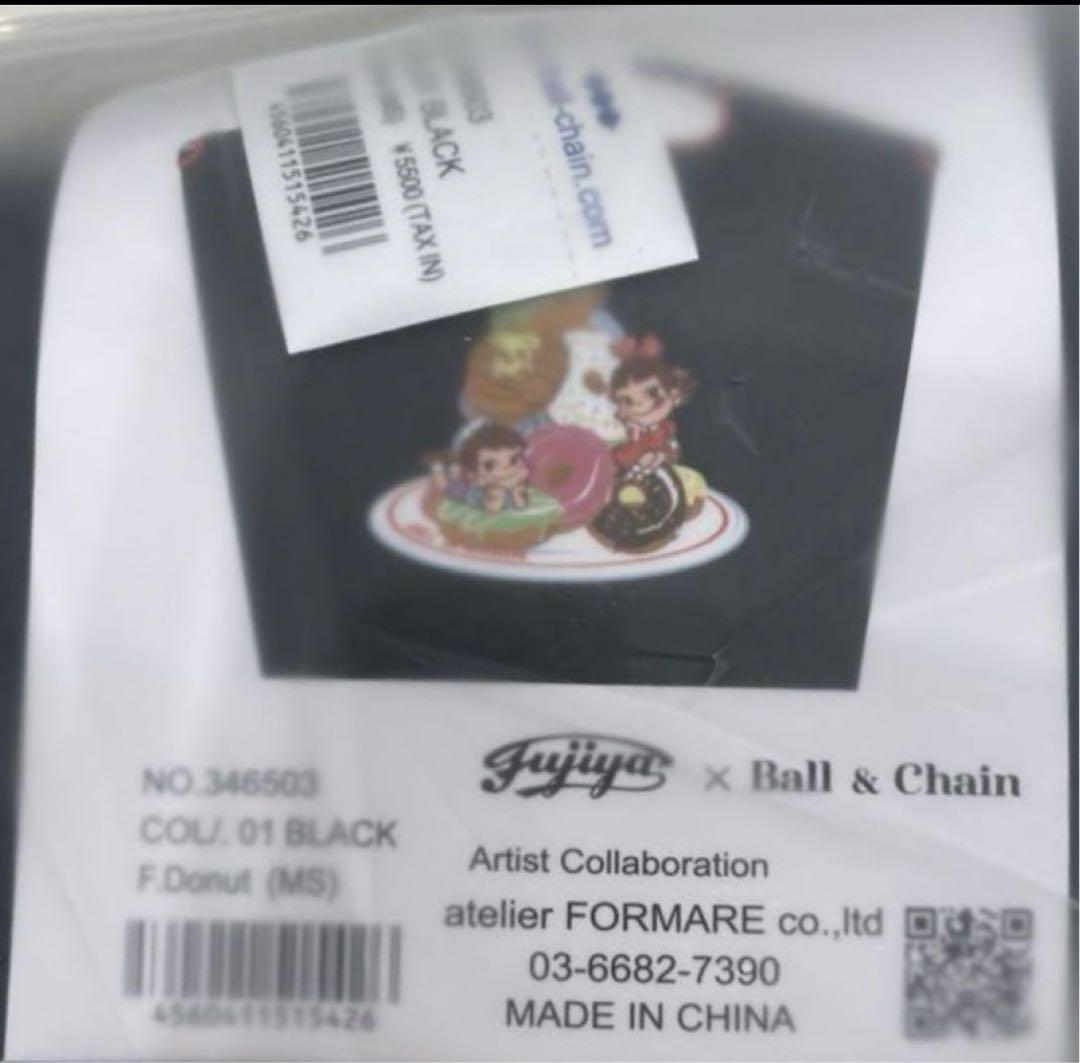 all-chain.com
BLACK
¥5500 (TAX IN)
4560411515426
Fujiya × Ball & Chain
NO.346503
COL/. 01 BLACK
F.Donut (MS)
4560411515426
Artist Collaboration
atelier FORMARE co.,ltd
03-6682-7390
MADE IN CHINA